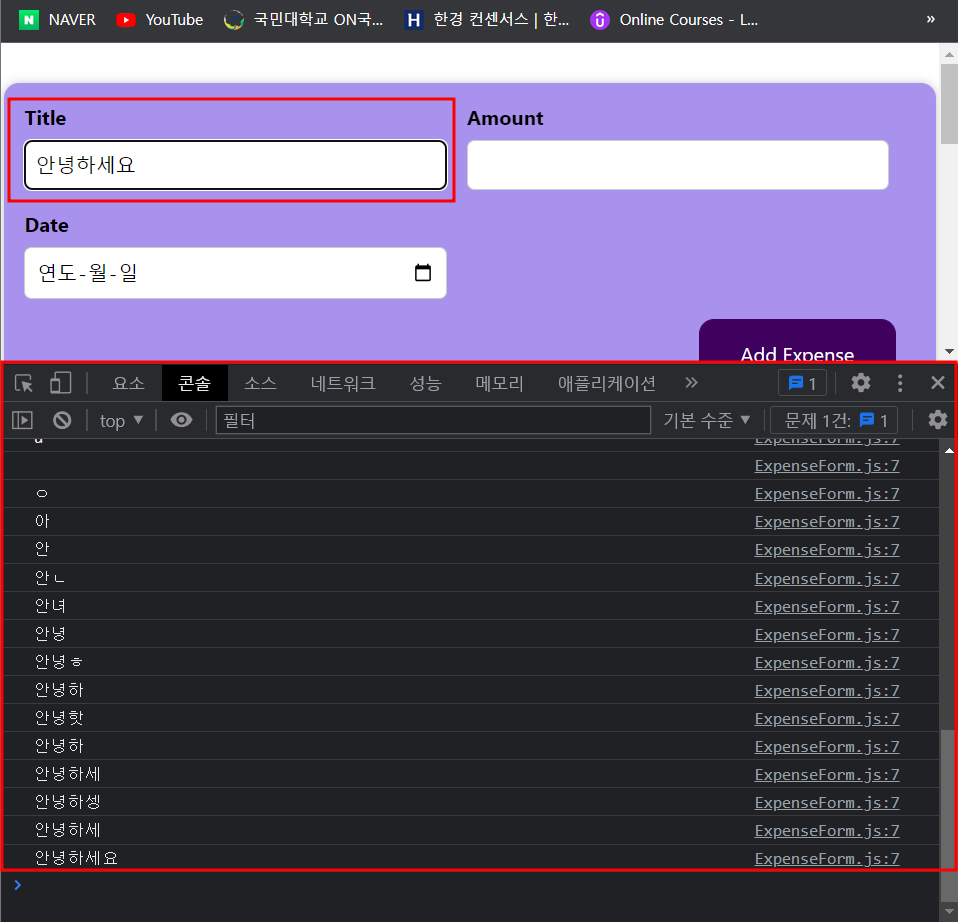 N NAVER YouTube 국민대학교 ON국... H 한경 컨센서스 | 한... Online Courses - L... »
Title Amount
안녕하세요
Date
연도-월-일
Add Expense
요소 콘솔 소스 네트워크 성능 메모리 애플리케이션 » 1
top ▼ 필터 기본 수준 ▼ 문제 1건: 1
ExpenseForm.js:7
ExpenseForm.js:7
ㅇ ExpenseForm.js:7
아 ExpenseForm.js:7
안 ExpenseForm.js:7
안ㄴ ExpenseForm.js:7
안녀 ExpenseForm.js:7
안녕 ExpenseForm.js:7
안녕ㅎ ExpenseForm.js:7
안녕하 ExpenseForm.js:7
안녕핫 ExpenseForm.js:7
안녕하 ExpenseForm.js:7
안녕하세 ExpenseForm.js:7
안녕하셍 ExpenseForm.js:7
안녕하세 ExpenseForm.js:7
안녕하세요 ExpenseForm.js:7